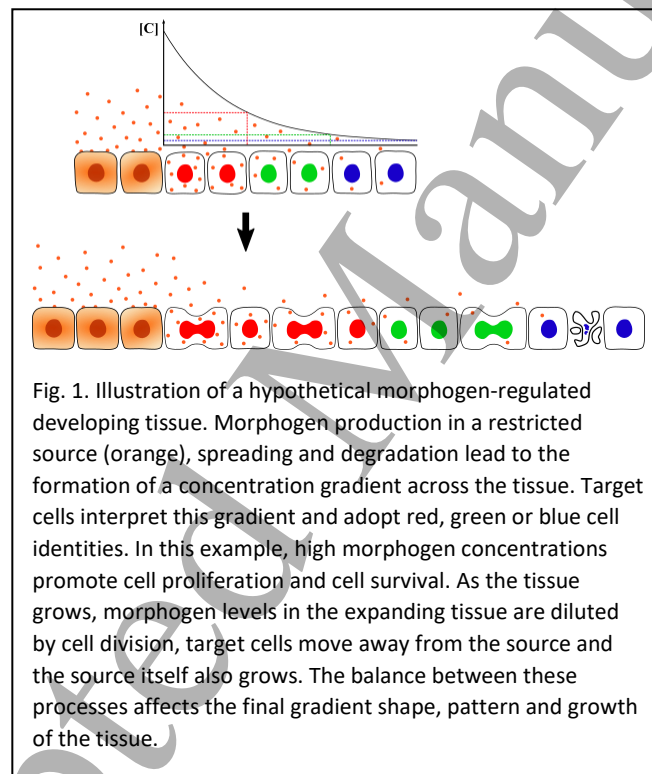 [C]
Fig. 1. Illustration of a hypothetical morphogen-regulated
developing tissue. Morphogen production in a restricted
source (orange), spreading and degradation lead to the
formation of a concentration gradient across the tissue. Target
cells interpret this gradient and adopt red, green or blue cell
identities. In this example, high morphogen concentrations
promote cell proliferation and cell survival. As the tissue
grows, morphogen levels in the expanding tissue are diluted
by cell division, target cells move away from the source and
the source itself also grows. The balance between these
processes affects the final gradient shape, pattern and growth
of the tissue.
pted Manu